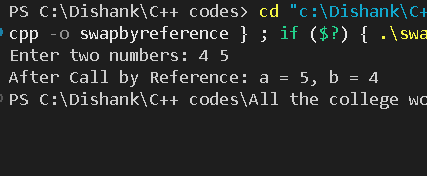 PS C:\Dishank\C++ codes> cd "c:\Dishank\C+
cpp -o swapbyreference } ; if ($?) { .\swa
Enter two numbers: 4 5
After Call by Reference: a = 5, b = 4
PS C:\Dishank\C++ codes\All the college wo